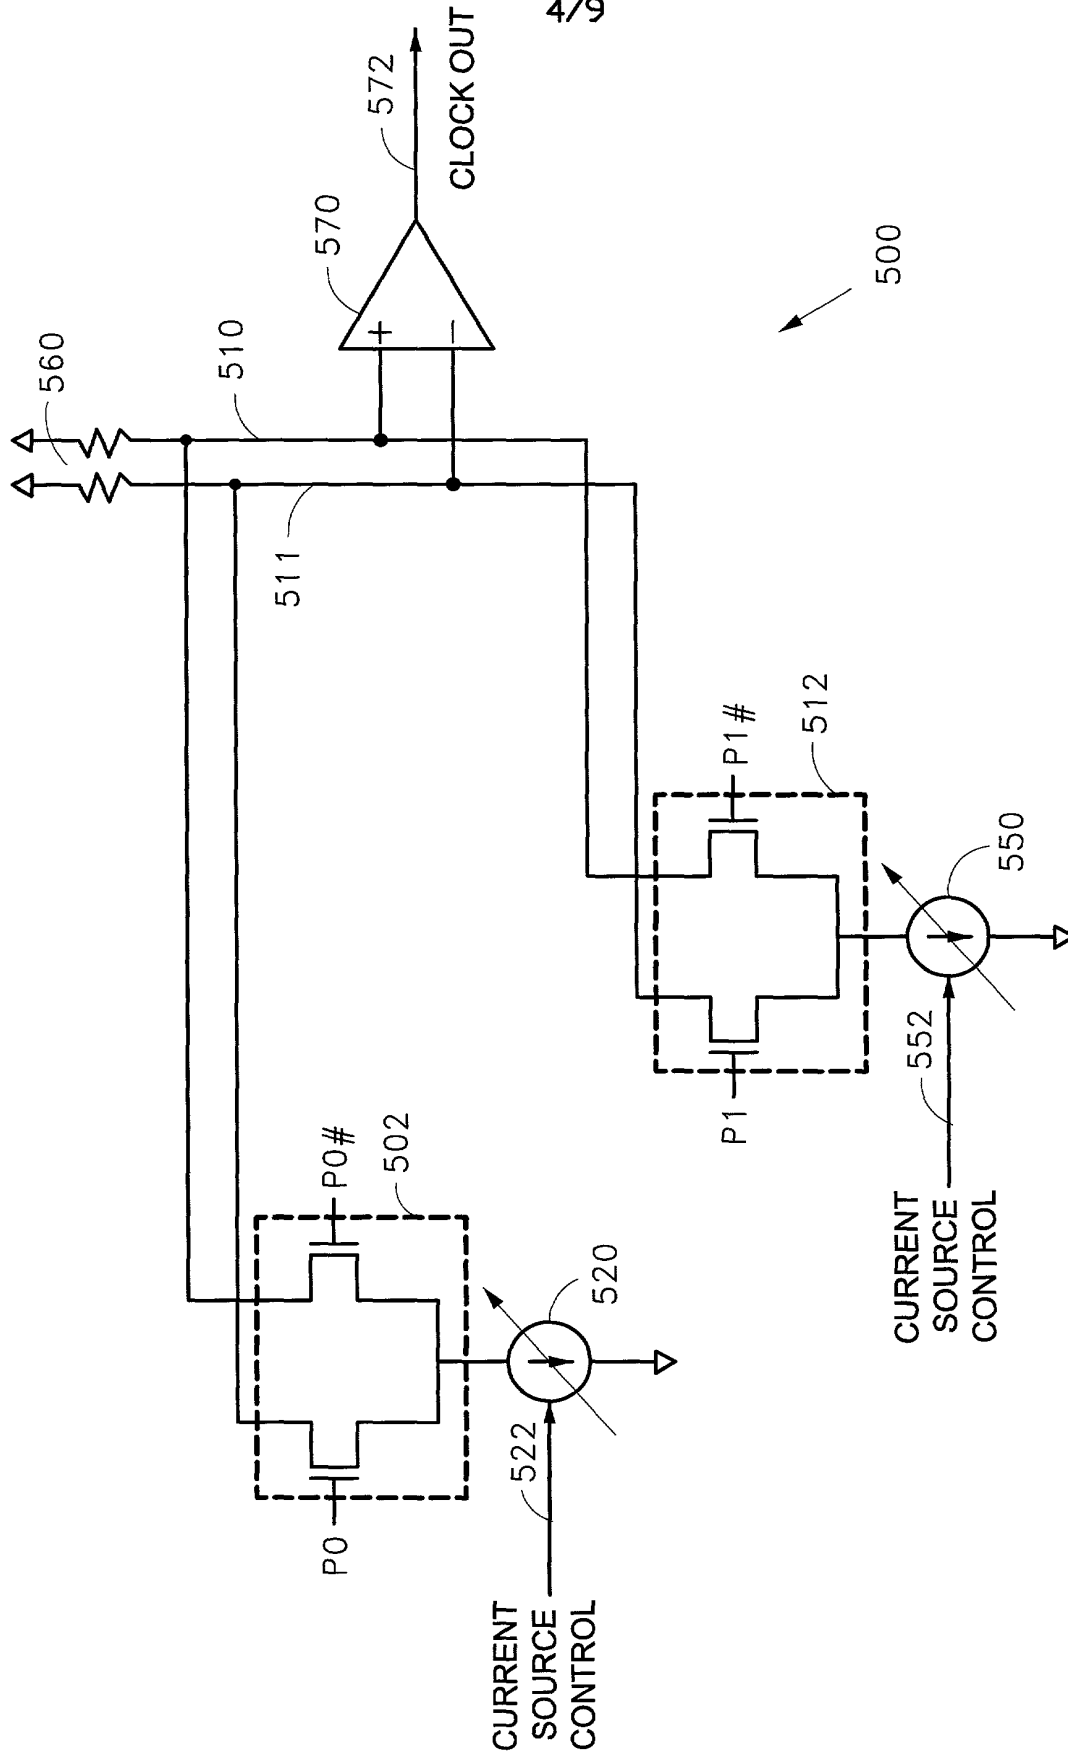 4/9
560
510
511
570
572
CLOCK OUT
500
P0
P0#
502
520
522
CURRENT
SOURCE
CONTROL
P1
P1#
512
550
552
CURRENT
SOURCE
CONTROL
+
−